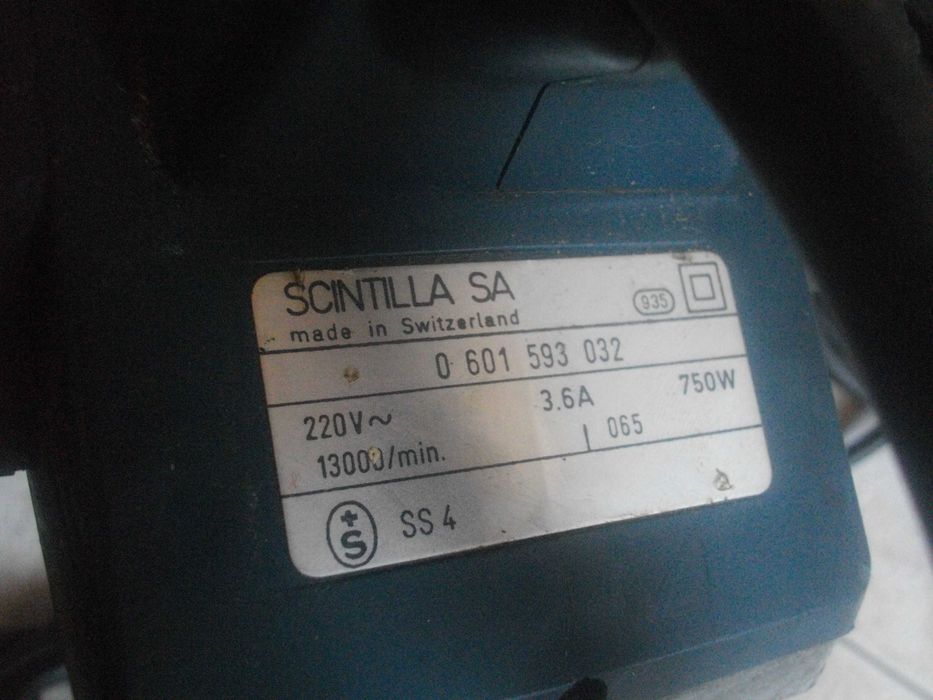 SCINTILLA SA
made in Switzerland
935
0 601 593 032
220V~ 3.6A 750W
13000/min. 065
+S SS 4